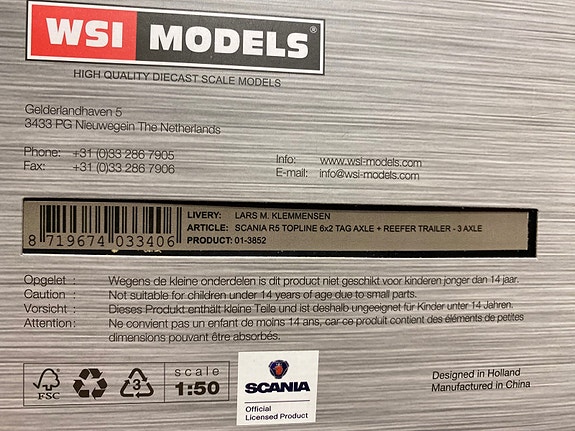 WSI MODELS®
HIGH QUALITY DIECAST SCALE MODELS
Gelderlandhaven 5
3433 PG Nieuwegein The Netherlands
Phone: +31 (0)33 286 7905
Fax: +31 (0)33 286 7906
Info: www.wsi-models.com
E-mail: info@wsi-models.com
LIVERY: LARS M. KLEMMENSEN
ARTICLE: SCANIA R5 TOPLINE 6x2 TAG AXLE + REEFER TRAILER - 3 AXLE
PRODUCT: 01-3852
8 719674 033406
Opgelet : Wegens de kleine onderdelen is dit product niet geschikt voor kinderen jonger dan 14 jaar.
Caution : Not suitable for children under 14 years of age due to small parts.
Vorsicht : Dieses Produkt enthält kleine Teile und ist deshalb ungeeignet für Kinder unter 14 Jahren.
Attention: Ne convient pas un enfant de moins 14 ans, car ce produit contient des éléments de petites
dimensions pouvant être absorbés.
FSC
3
scale
1:50
SCANIA
Official
Licensed Product
Designed in Holland
Manufactured in China